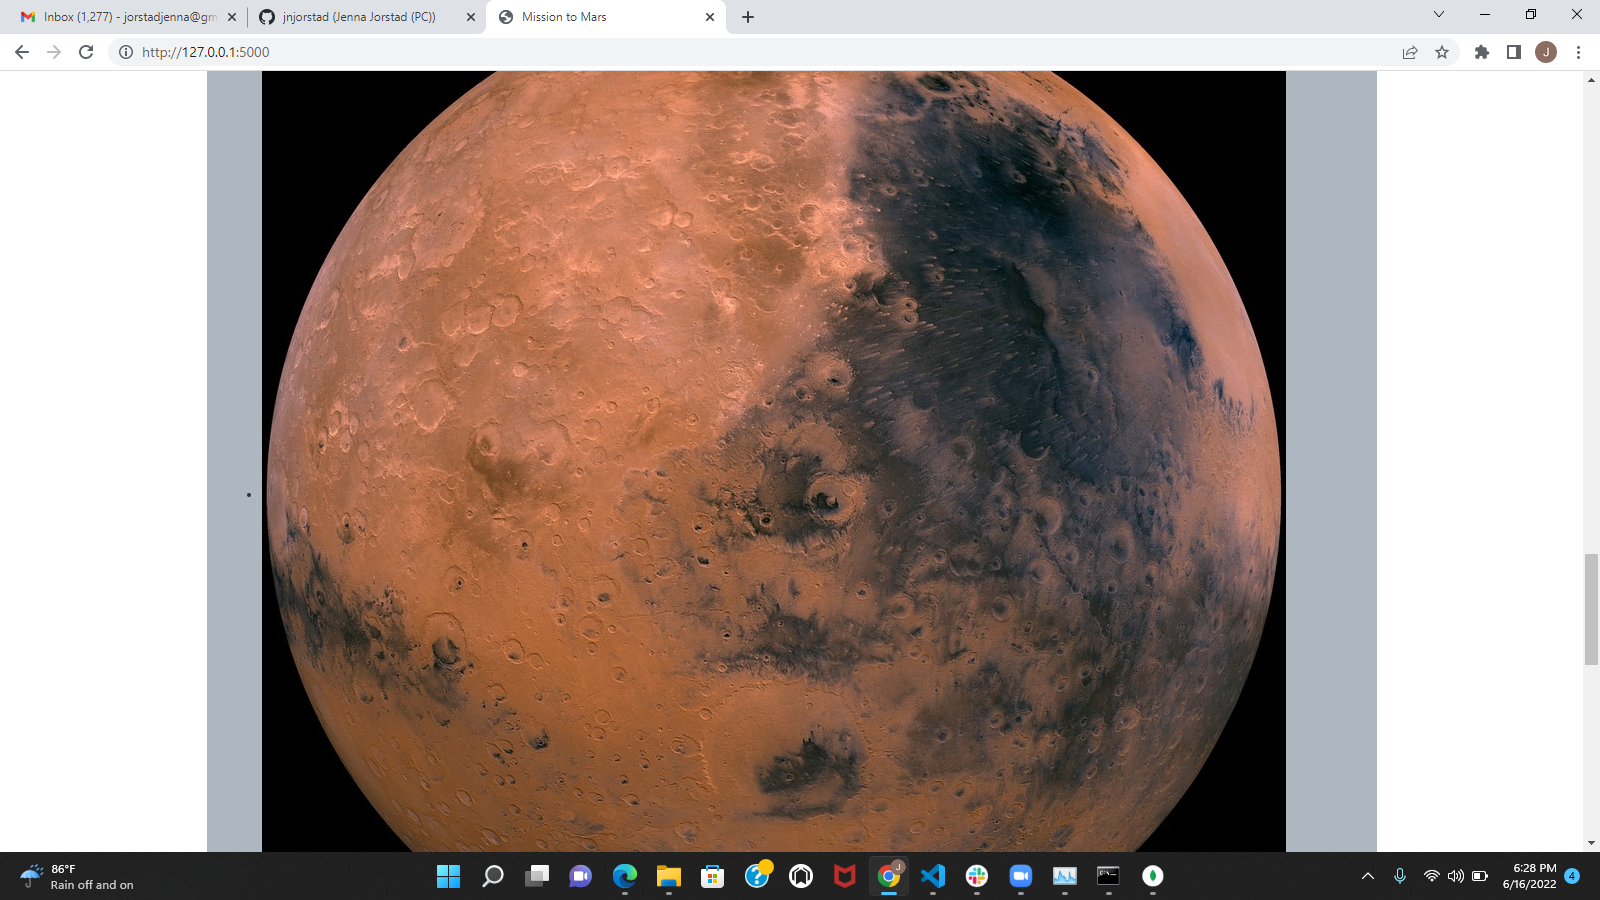 Inbox (1,277) - jorstadjenna@gm
jnjorstad (Jenna Jorstad (PC))
Mission to Mars
http://127.0.0.1:5000
J
86°F
Rain off and on
J
6:28 PM
6/16/2022
4